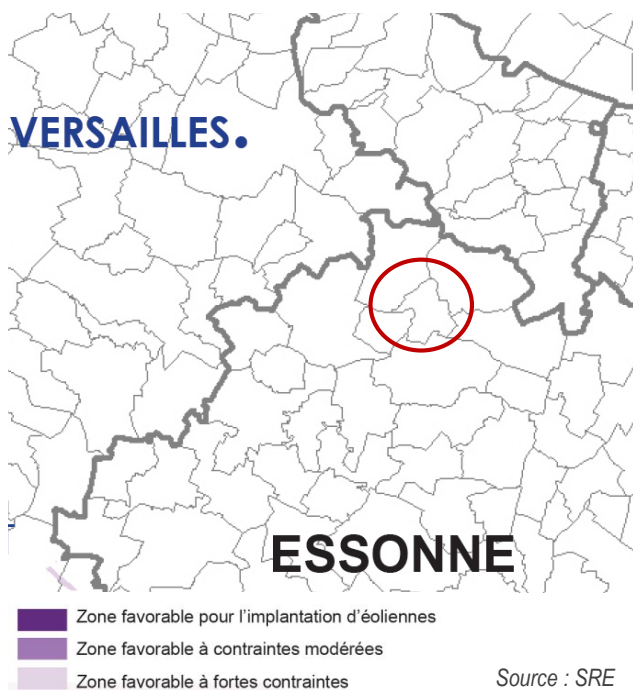 VERSAILLES.
ESSONNE
Zone favorable pour l'implantation d'éoliennes
Zone favorable à contraintes modérées
Zone favorable à fortes contraintes
Source : SRE